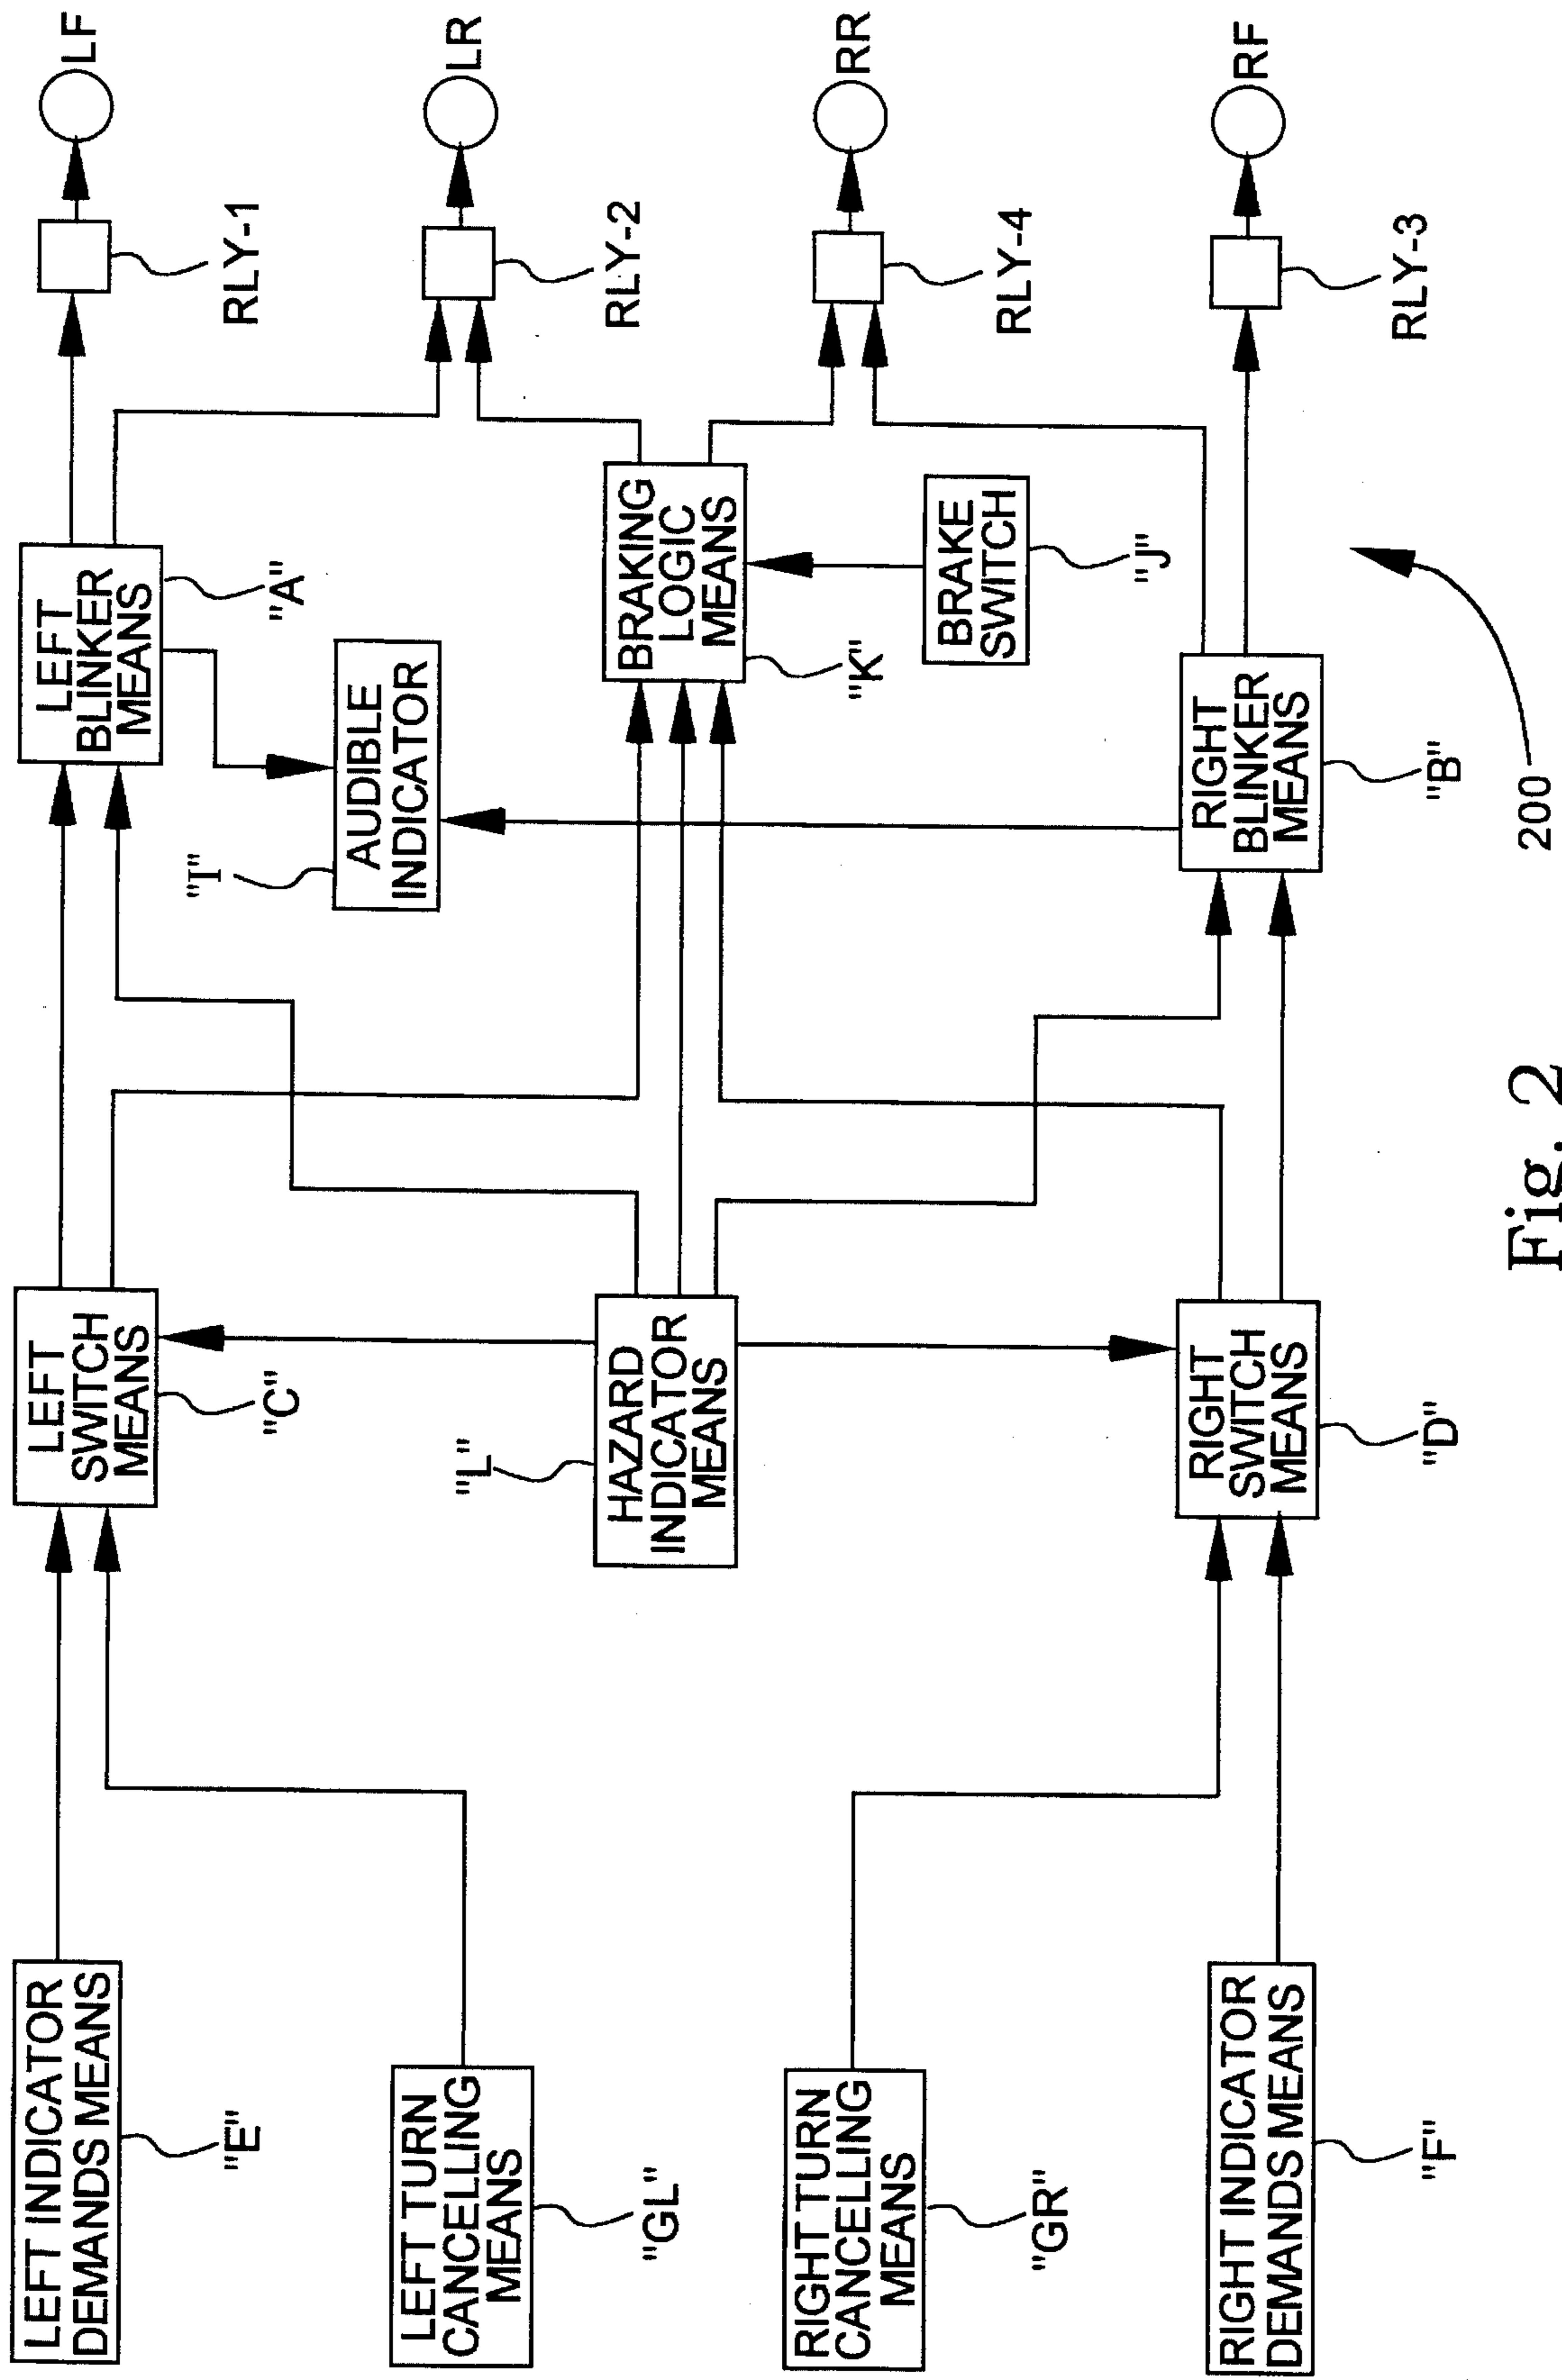 LEFT INDICATOR
DEMANDS MEANS
"E"
LEFT TURN
CANCELLING
MEANS
"GL"
RIGHT TURN
CANCELLING
MEANS
"GR"
RIGHT INDICATOR
DEMANDS MEANS
"F"
LEFT
SWITCH
MEANS
"C"
"L"
HAZARD
INDICATOR
MEANS
RIGHT
SWITCH
MEANS
"D"
LEFT
BLINKER
MEANS
"A"
"I"
AUDIBLE
INDICATOR
BRAKING
LOGIC
MEANS
"K"
BRAKE
SWITCH
"J"
RIGHT
BLINKER
MEANS
"B"
200
RLY-1
LF
RLY-2
LR
RLY-4
RR
RLY-3
RF
Fig. 2